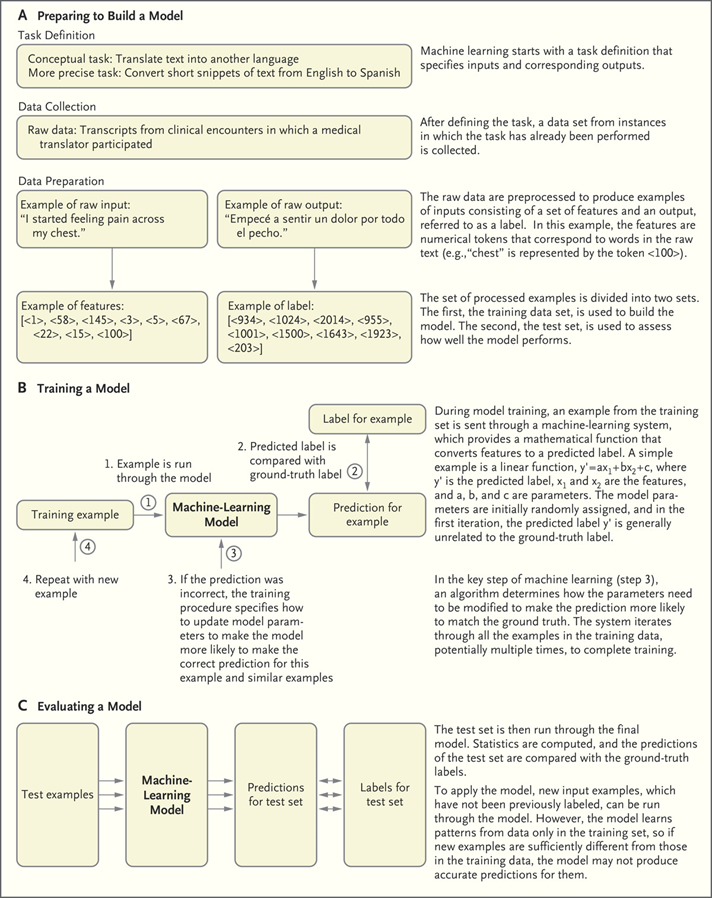 A Preparing to Build a Model
Task Definition
Conceptual task: Translate text into another language
More precise task: Convert short snippets of text from English to Spanish
Machine learning starts with a task definition that
specifies inputs and corresponding outputs.
Data Collection
Raw data: Transcripts from clinical encounters in which a medical
translator participated
After defining the task, a data set from instances
in which the task has already been performed
is collected.
Data Preparation
Example of raw input:
“I started feeling pain across
my chest.”
Example of raw output:
“Empecé a sentir un dolor por todo
el pecho.”
The raw data are preprocessed to produce examples
of inputs consisting of a set of features and an output,
referred to as a label. In this example, the features are
numerical tokens that correspond to words in the raw
text (e.g., “chest” is represented by the token <100>).
Example of features:
[<1>, <58>, <145>, <3>, <5>, <67>,
<22>, <15>, <100>]
Example of label:
[<934>, <1024>, <2014>, <955>,
<1001>, <1500>, <1643>, <1923>,
<203>]
The set of processed examples is divided into two sets.
The first, the training data set, is used to build the
model. The second, the test set, is used to assess
how well the model performs.
B Training a Model
Label for example
1. Example is run
through the model
2. Predicted label is
compared with
ground-truth label
2
1
Training example
Machine-Learning
Model
Prediction for
example
4
3
4. Repeat with new
example
3. If the prediction was
incorrect, the training
procedure specifies how
to update model param-
eters to make the model
more likely to make the
correct prediction for this
example and similar examples
During model training, an example from the training
set is sent through a machine-learning system,
which provides a mathematical function that
converts features to a predicted label. A simple
example is a linear function, y'=ax1+bx2+c, where
y' is the predicted label, x1 and x2 are the features,
and a, b, and c are parameters. The model para-
meters are initially randomly assigned, and in the
first iteration, the predicted label y' is generally
unrelated to the ground-truth label.
In the key step of machine learning (step 3),
an algorithm determines how the parameters need
to be modified to make the prediction more likely
to match the ground truth. The system iterates
through all the examples in the training data,
potentially multiple times, to complete training.
C Evaluating a Model
Test examples
Machine-
Learning
Model
Predictions
for test set
Labels for
test set
The test set is then run through the final
model. Statistics are computed, and the predictions
of the test set are compared with the ground-truth
labels.
To apply the model, new input examples, which
have not been previously labeled, can be run
through the model. However, the model learns
patterns from data only in the training set, so if
new examples are sufficiently different from those
in the training data, the model may not produce
accurate predictions for them.